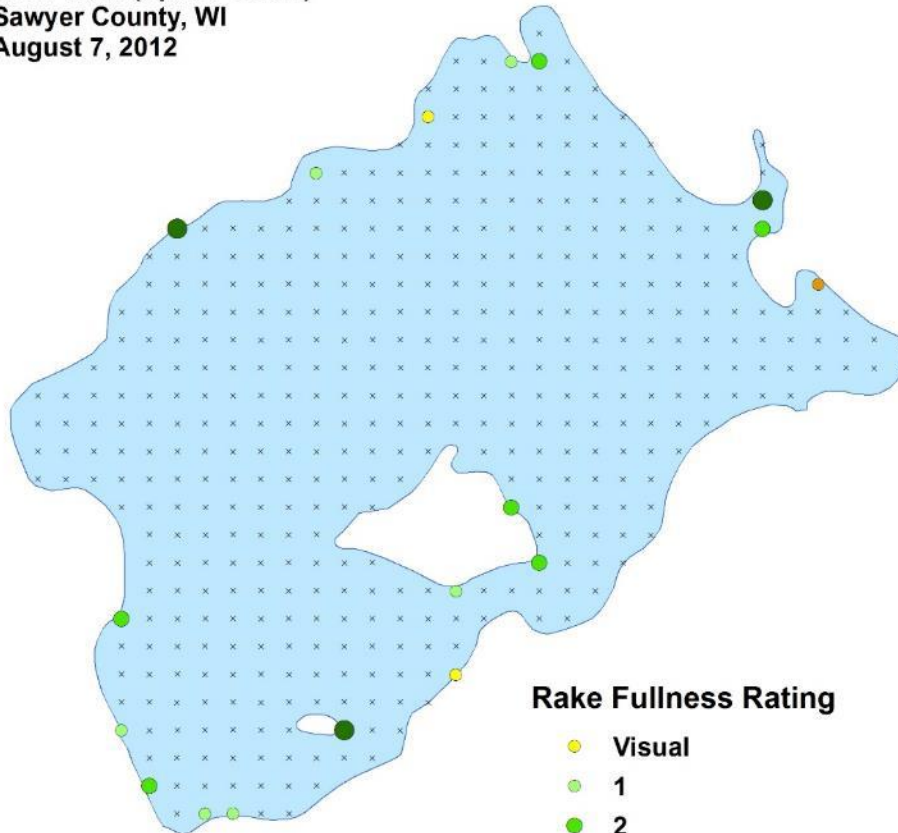 Sawyer County, WI
August 7, 2012
Rake Fullness Rating
Visual
1
2